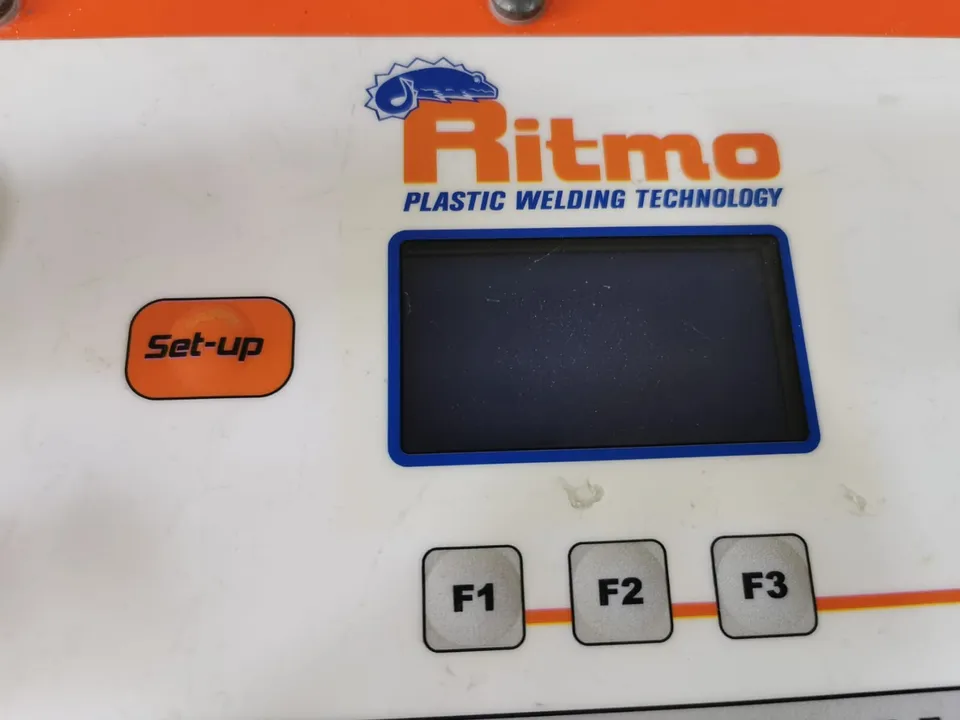 Ritmo
PLASTIC WELDING TECHNOLOGY
Set-up
F1 F2 F3